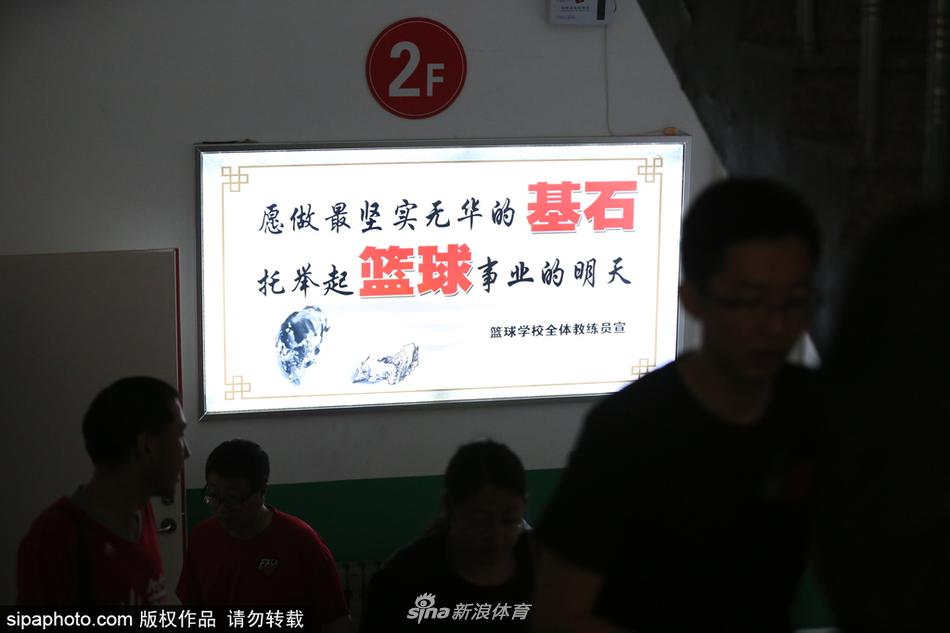 2F
愿做最坚实无华的基石
托举起篮球事业的明天
篮球学校全体教练员宣
sina新浪体育
sipaphoto.com 版权作品 请勿转载